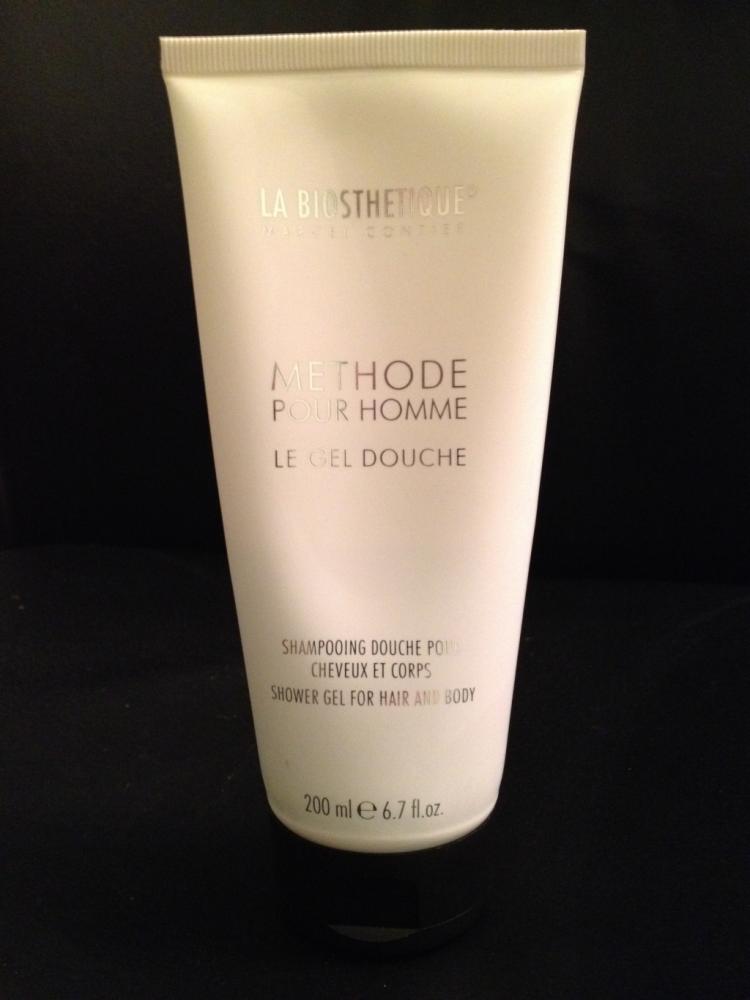 LA BIOSTHETIQUE®
METHODE
POUR HOMME
LE GEL DOUCHE
SHAMPOOING DOUCHE POUR
CHEVEUX ET CORPS
SHOWER GEL FOR HAIR AND BODY
200 ml ℮ 6.7 fl.oz.